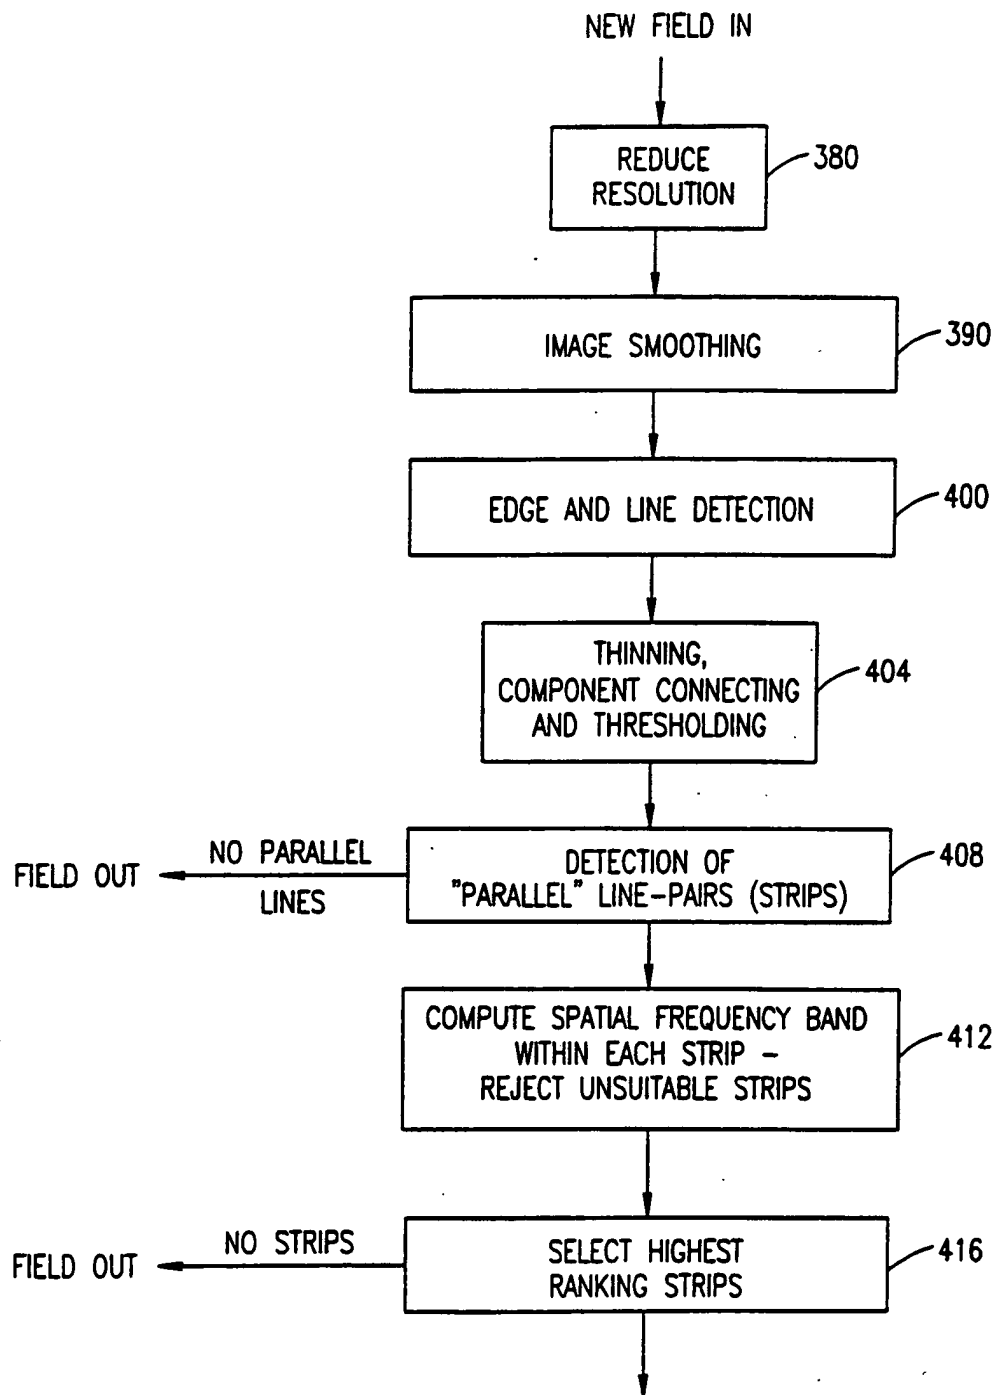 NEW FIELD IN
REDUCE
RESOLUTION
380
IMAGE SMOOTHING
390
EDGE AND LINE DETECTION
400
THINNING,
COMPONENT CONNECTING
AND THRESHOLDING
404
FIELD OUT
NO PARALLEL
LINES
DETECTION OF
"PARALLEL" LINE-PAIRS (STRIPS)
408
COMPUTE SPATIAL FREQUENCY BAND
WITHIN EACH STRIP -
REJECT UNSUITABLE STRIPS
412
FIELD OUT
NO STRIPS
SELECT HIGHEST
RANKING STRIPS
416